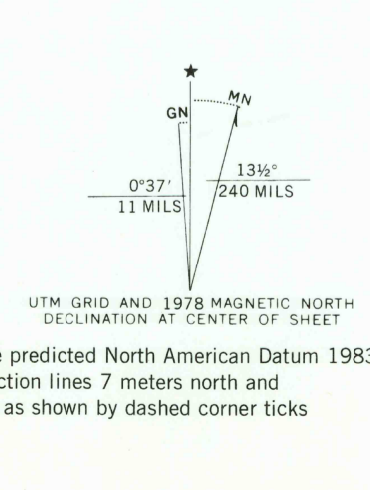 ★
GN
MN
0°37′
11 MILS
13½°
240 MILS
UTM GRID AND 1978 MAGNETIC NORTH
DECLINATION AT CENTER OF SHEET
predicted North American Datum 1983
ction lines 7 meters north and
as shown by dashed corner ticks